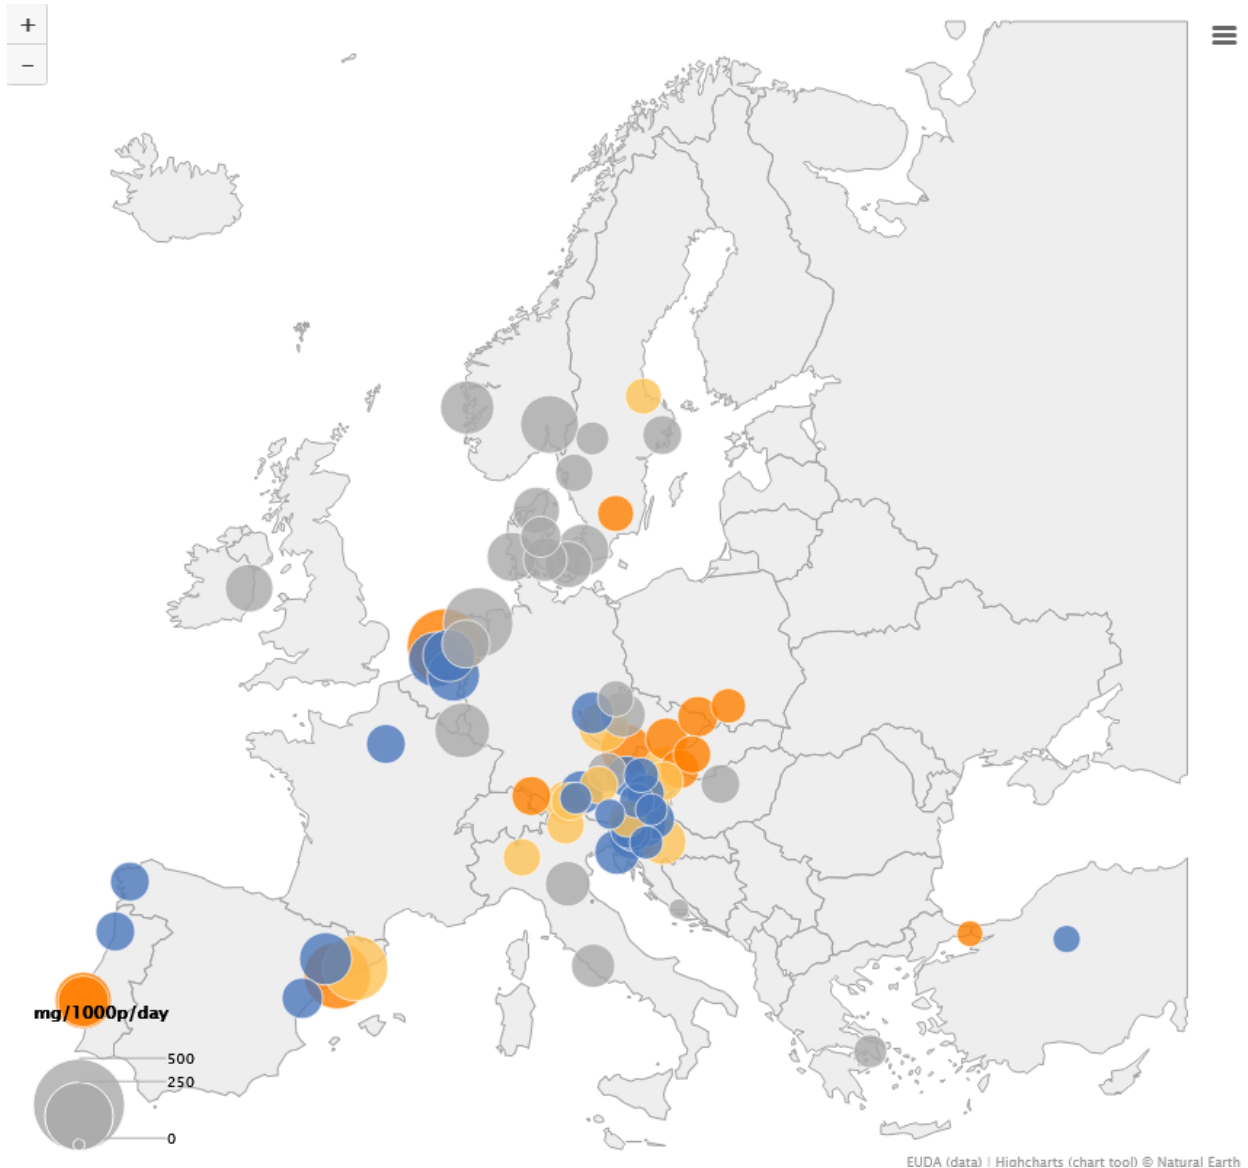 +
−
mg/1000p/day
500
250
0
EUDA (data) | Highcharts (chart tool) © Natural Earth